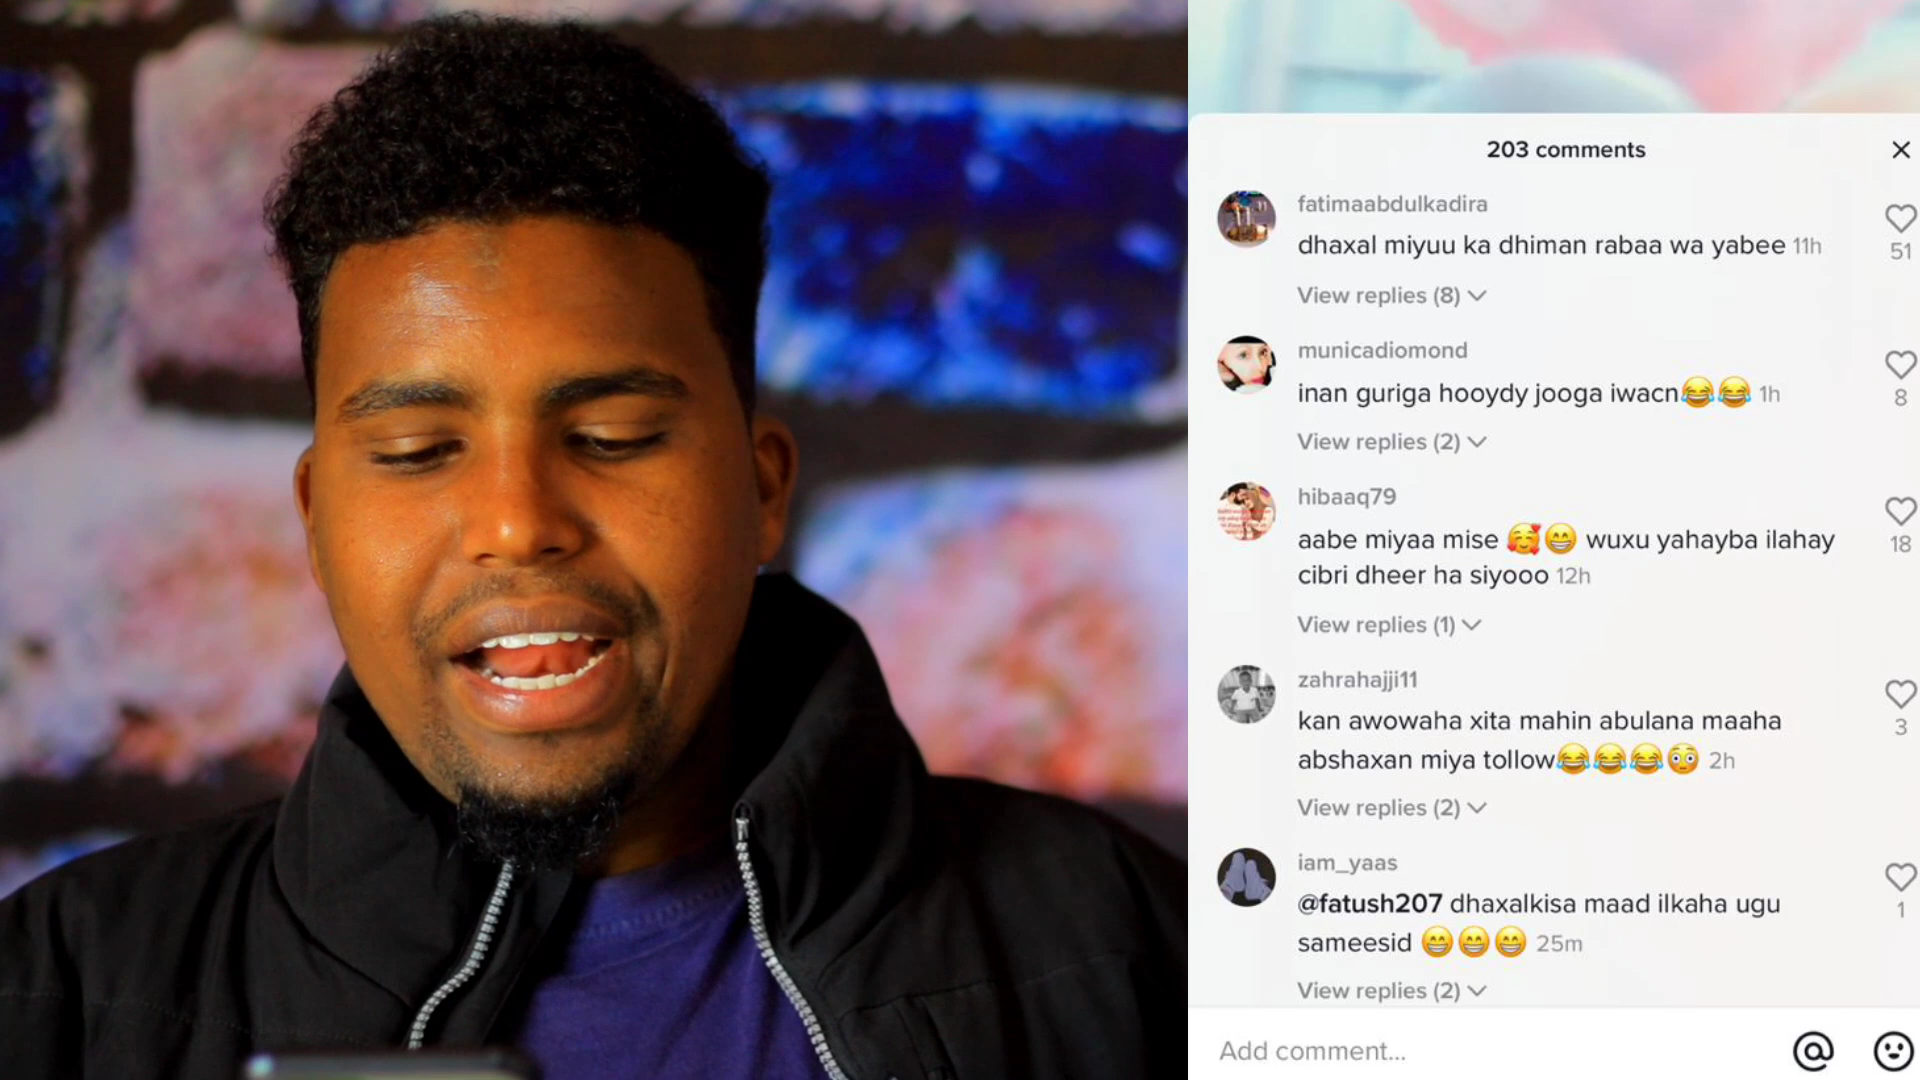 203 comments
fatimaabdulkadira
dhaxal miyuu ka dhiman rabaa wa yabee 11h
51
View replies (8)
municadiomond
inan guriga hooydy jooga iwacn😂😂 1h
8
View replies (2)
hibaaq79
aabe miyaa mise 🥰😁 wuxu yahayba ilahay
cibri dheer ha siyooo 12h
18
View replies (1)
zahrahajji11
kan awowaha xita mahin abulana maaha
abshaxan miya tollow😂😂😂😳 2h
3
View replies (2)
iam_yaas
@fatush207 dhaxalkisa maad ilkaha ugu
sameesid 😁😁😁 25m
1
View replies (2)
Add comment...